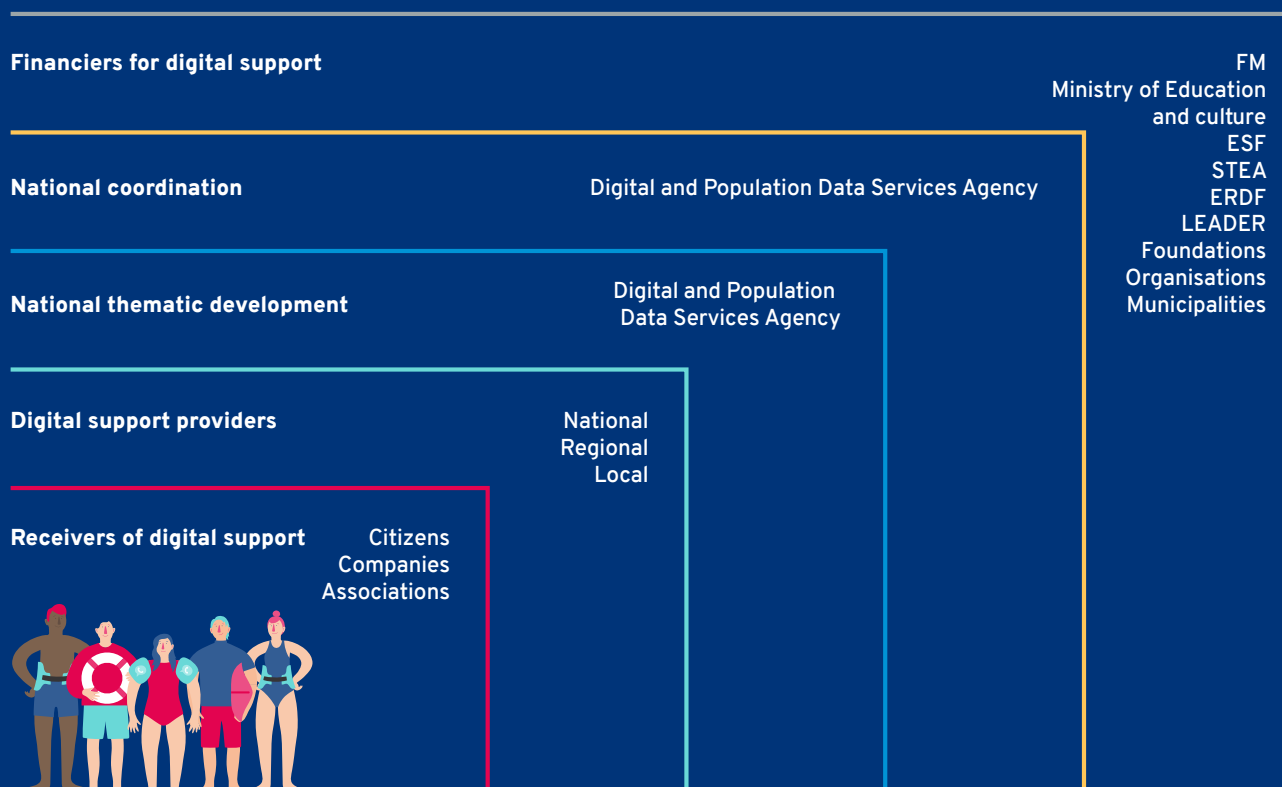 Financiers for digital support
FM
Ministry of Education
and culture
ESF
STEA
ERDF
LEADER
Foundations
Organisations
Municipalities
National coordination
Digital and Population Data Services Agency
National thematic development
Digital and Population
Data Services Agency
Digital support providers
National
Regional
Local
Receivers of digital support
Citizens
Companies
Associations